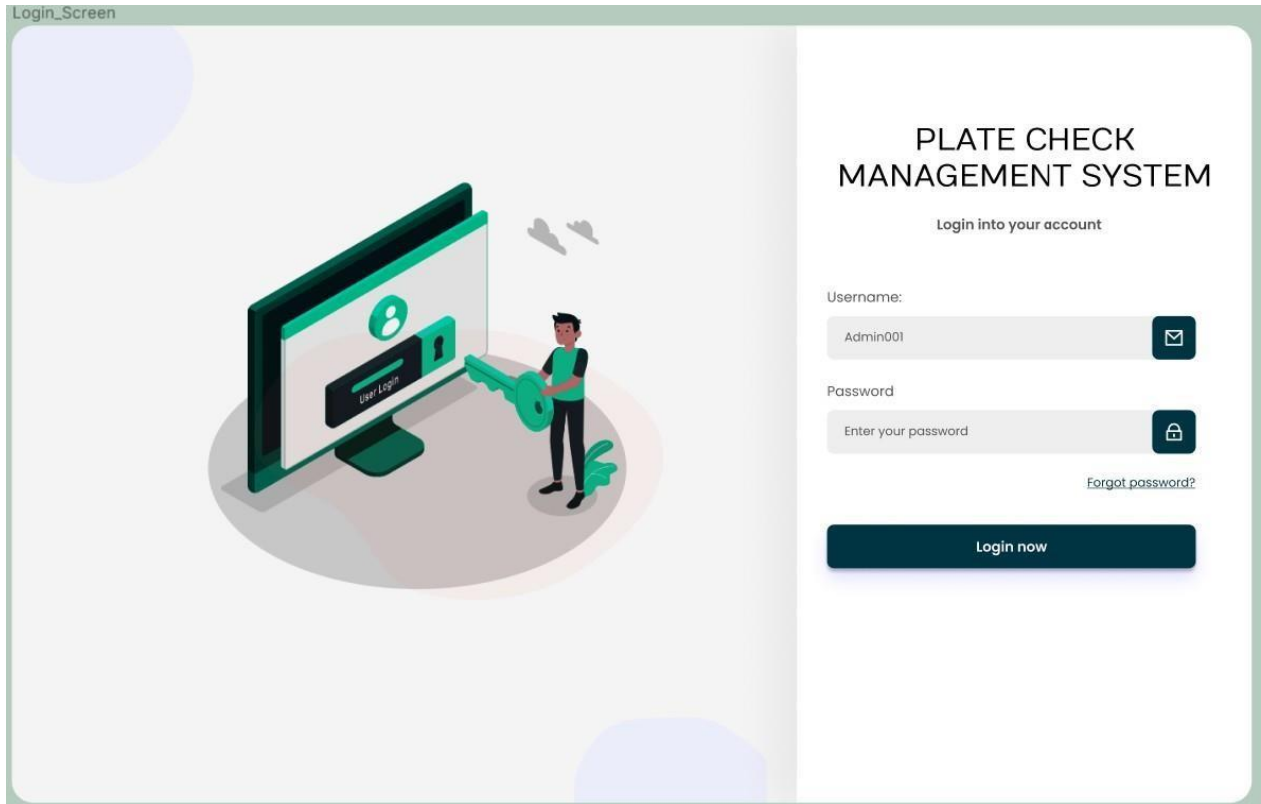 Login_Screen
PLATE CHECK
MANAGEMENT SYSTEM
Login into your account
Username:
Admin001
Password
Enter your password
Forgot password?
Login now
User Login